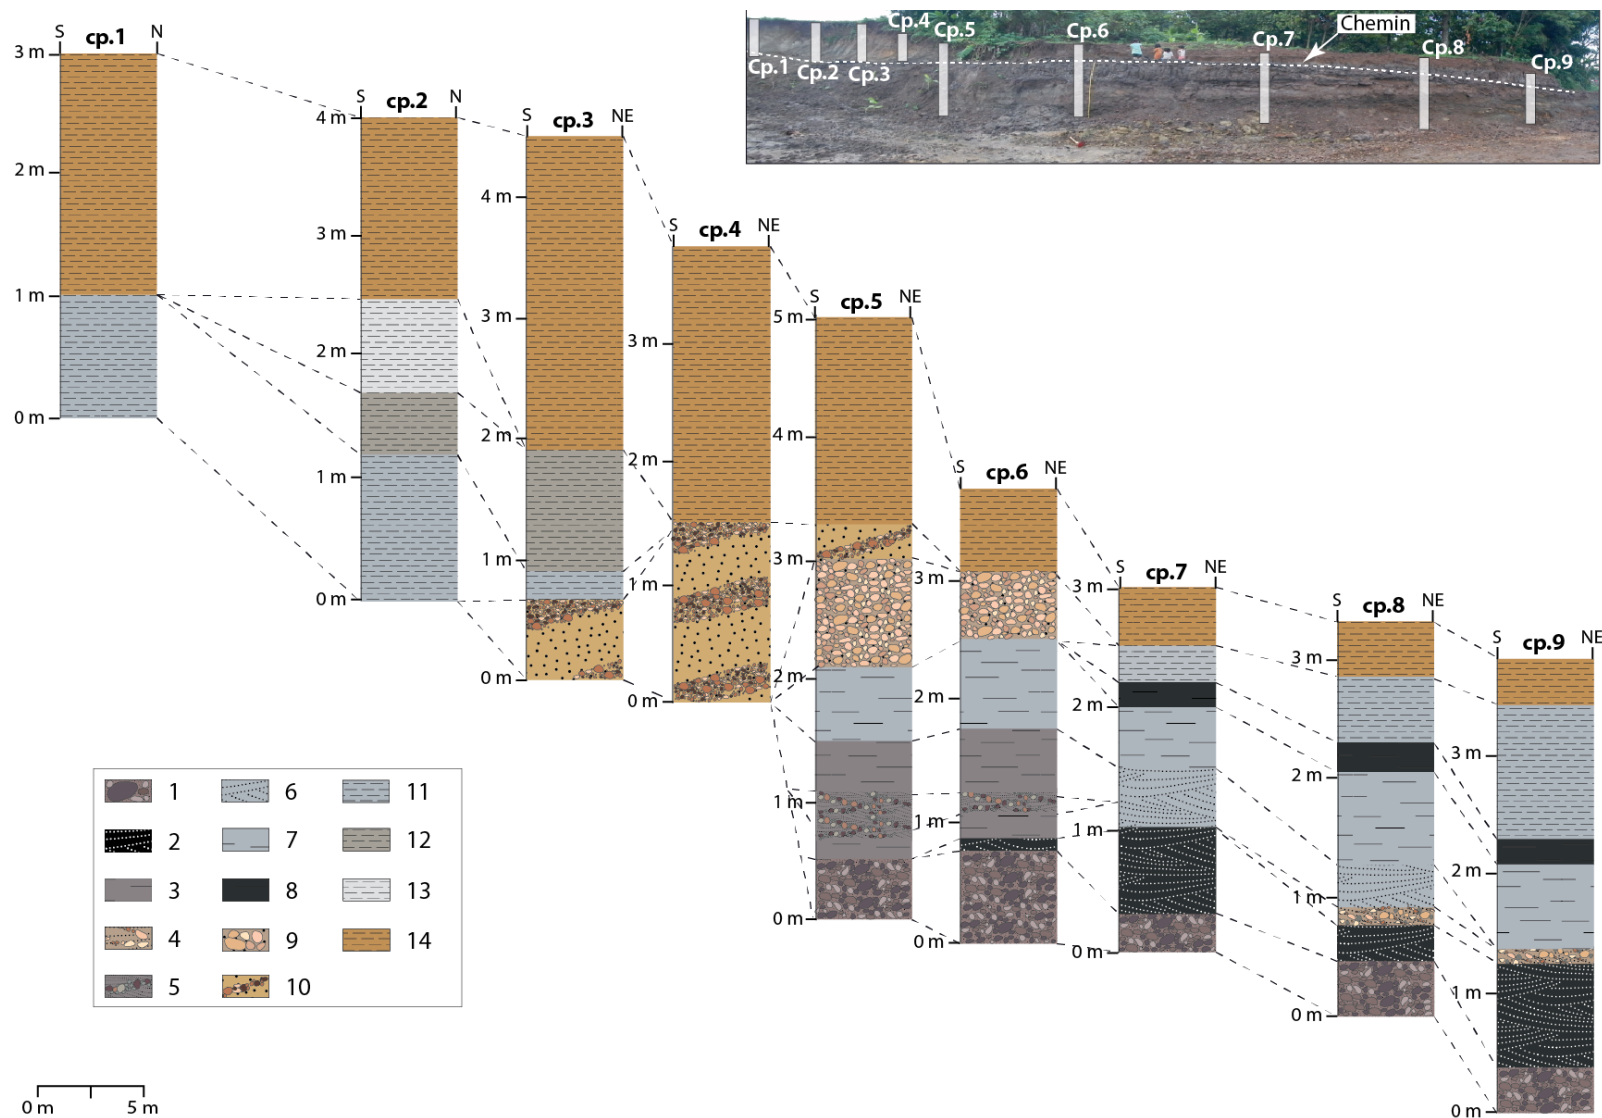 S cp.1 N
3 m
2 m
1 m
0 m
S cp.2 N
4 m
3 m
2 m
1 m
0 m
S cp.3 NE
4 m
3 m
2 m
1 m
0 m
S cp.4 NE
3 m
2 m
1 m
0 m
S cp.5 NE
5 m
4 m
3 m
2 m
1 m
0 m
S cp.6 NE
3 m
2 m
1 m
0 m
S cp.7 NE
3 m
2 m
1 m
0 m
S cp.8 NE
3 m
2 m
1 m
0 m
S cp.9 NE
3 m
2 m
1 m
0 m
Chemin
Cp.1
Cp.2
Cp.3
Cp.4
Cp.5
Cp.6
Cp.7
Cp.8
Cp.9
1 6 11
2 7 12
3 8 13
4 9 14
5 10
0 m 5 m